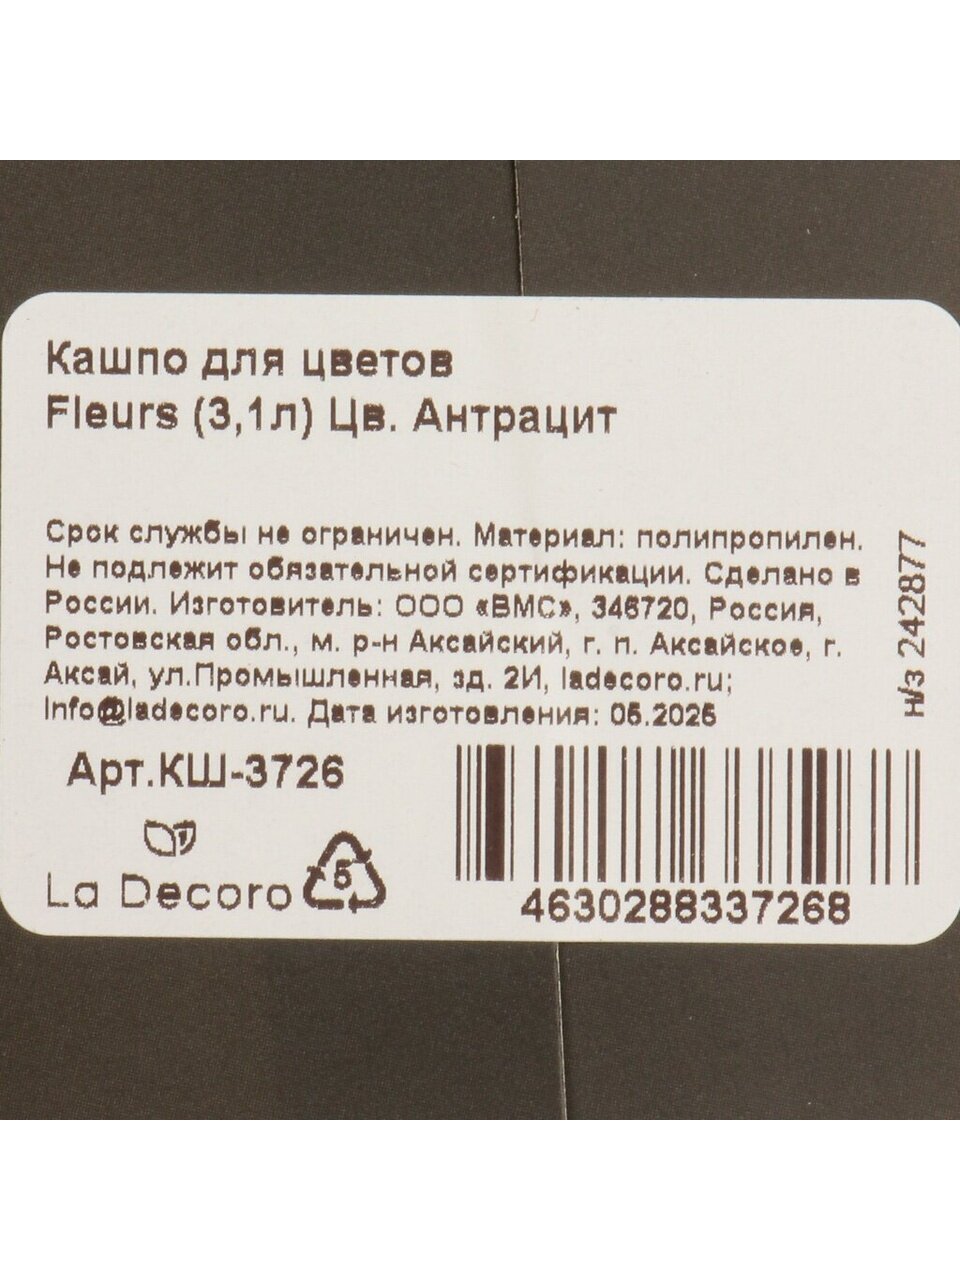 Кашпо для цветов
Fleurs (3,1л) Цв. Антрацит
Срок службы не ограничен. Материал: полипропилен.
Не подлежит обязательной сертификации. Сделано в
России. Изготовитель: ООО «ВМС», 346720, Россия,
Ростовская обл., м. р-н Аксайский, г. п. Аксайское, г.
Аксай, ул.Промышленная, зд. 2И, ladecoro.ru;
Info@ladecoro.ru. Дата изготовления: 05.2025
н/з 242877
Арт.КШ-3726
La Decoro
5
4630288337268